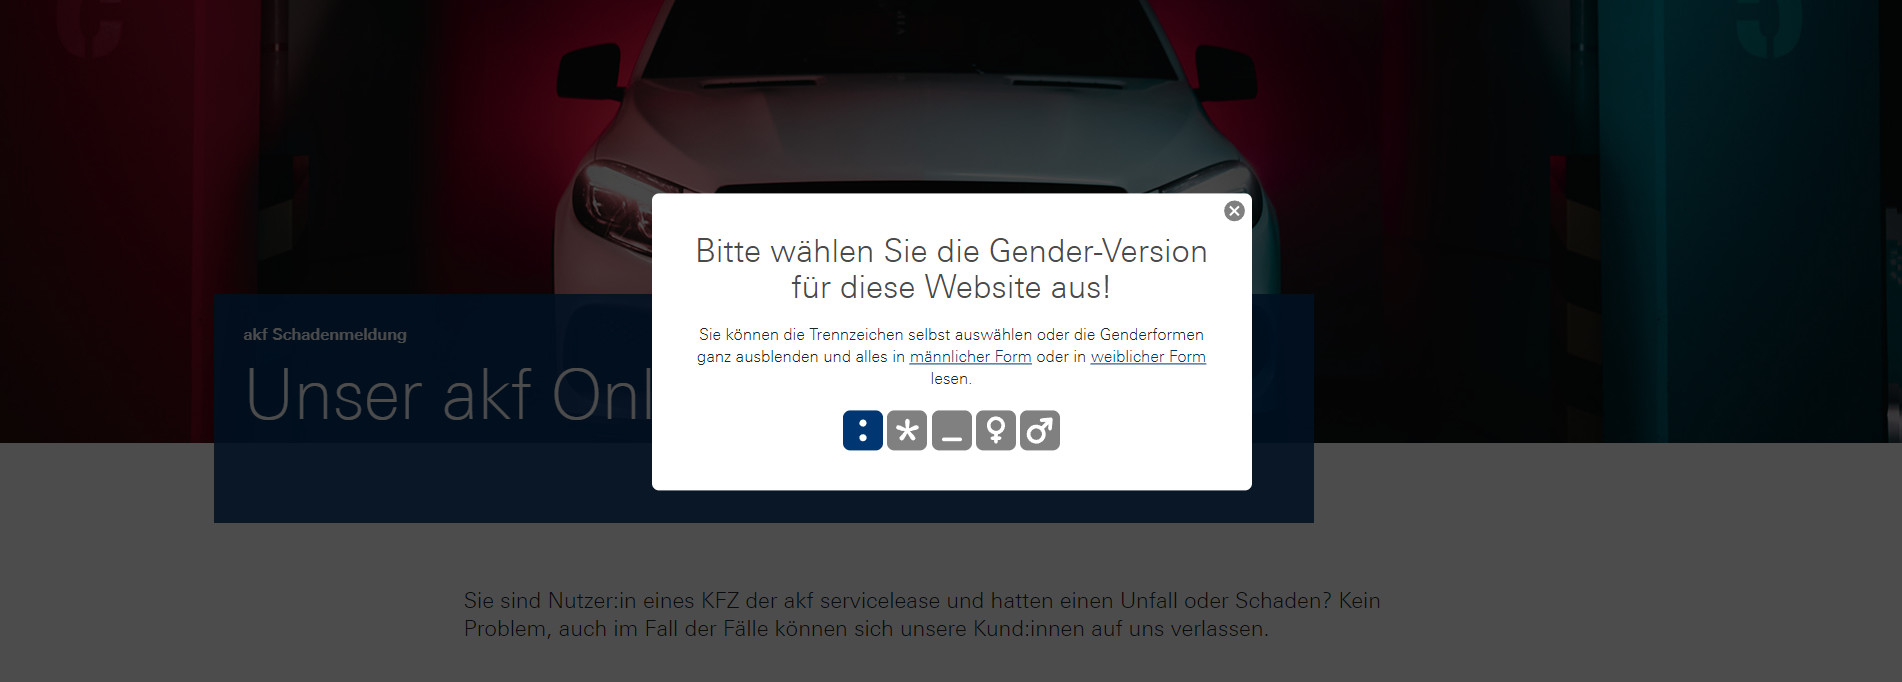 Bitte wählen Sie die Gender-Version
für diese Website aus!
Sie können die Trennzeichen selbst auswählen oder die Genderformen
ganz ausblenden und alles in männlicher Form oder in weiblicher Form
lesen.
: * _ ♀ ♂
akf Schadenmeldung
Unser akf Onl
Sie sind Nutzer:in eines KFZ der akf servicelease und hatten einen Unfall oder Schaden? Kein
Problem, auch im Fall der Fälle können sich unsere Kund:innen auf uns verlassen.